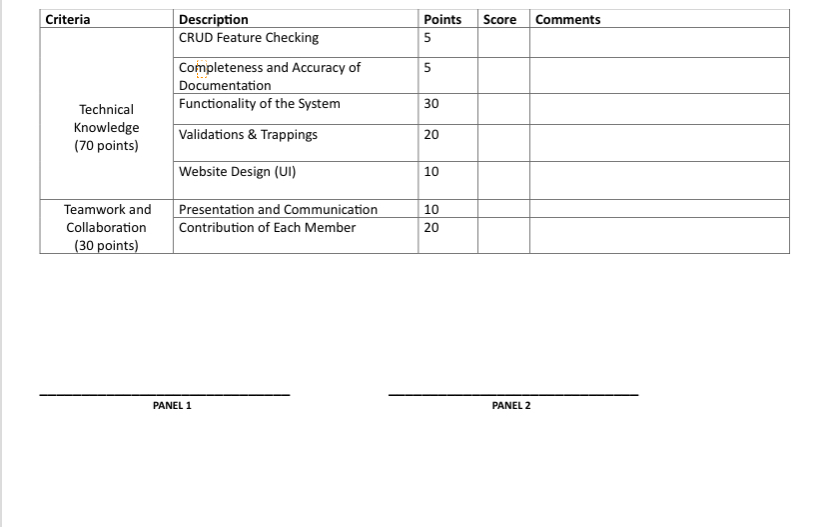 Criteria Description Points Score Comments
CRUD Feature Checking 5
Completeness and Accuracy of 5
Documentation
Technical
Knowledge
(70 points)
Functionality of the System 30
Validations & Trappings 20
Website Design (UI) 10
Teamwork and
Collaboration
(30 points)
Presentation and Communication 10
Contribution of Each Member 20
PANEL 1 PANEL 2